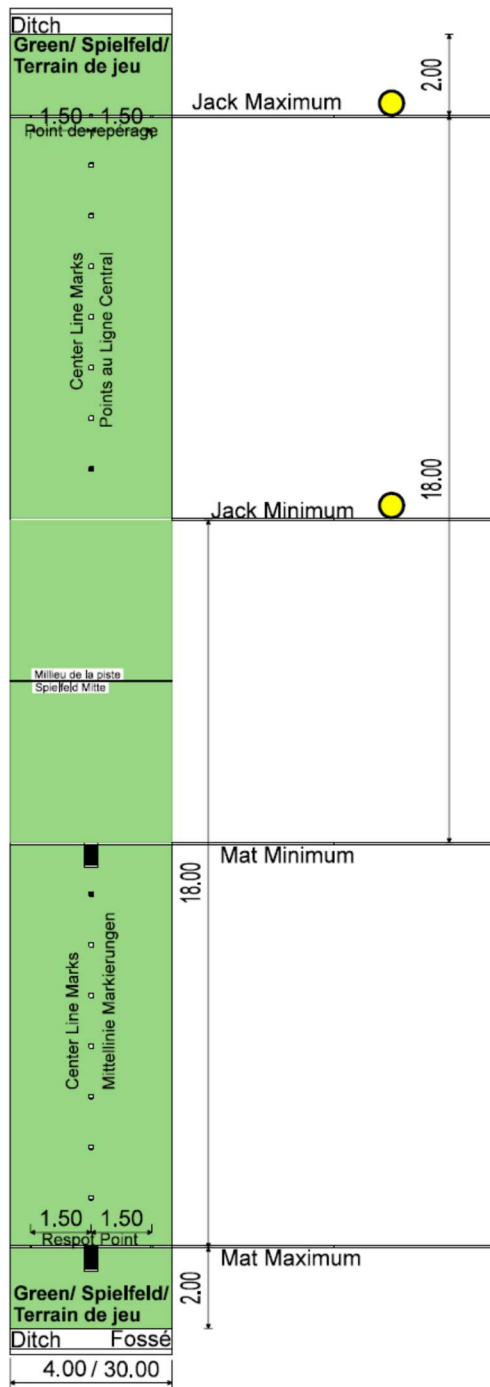 Ditch
Green/ Spielfeld/
Terrain de jeu
2.00
Jack Maximum
1.50 1.50
Point de repérage
Center Line Marks
Points au Ligne Central
18.00
Jack Minimum
Millieu de la piste
Spielfeld Mitte
Mat Minimum
18.00
Center Line Marks
Mittellinie Markierungen
1.50 1.50
Respot Point
Mat Maximum
2.00
Green/ Spielfeld/
Terrain de jeu
Ditch Fossé
4.00 / 30.00